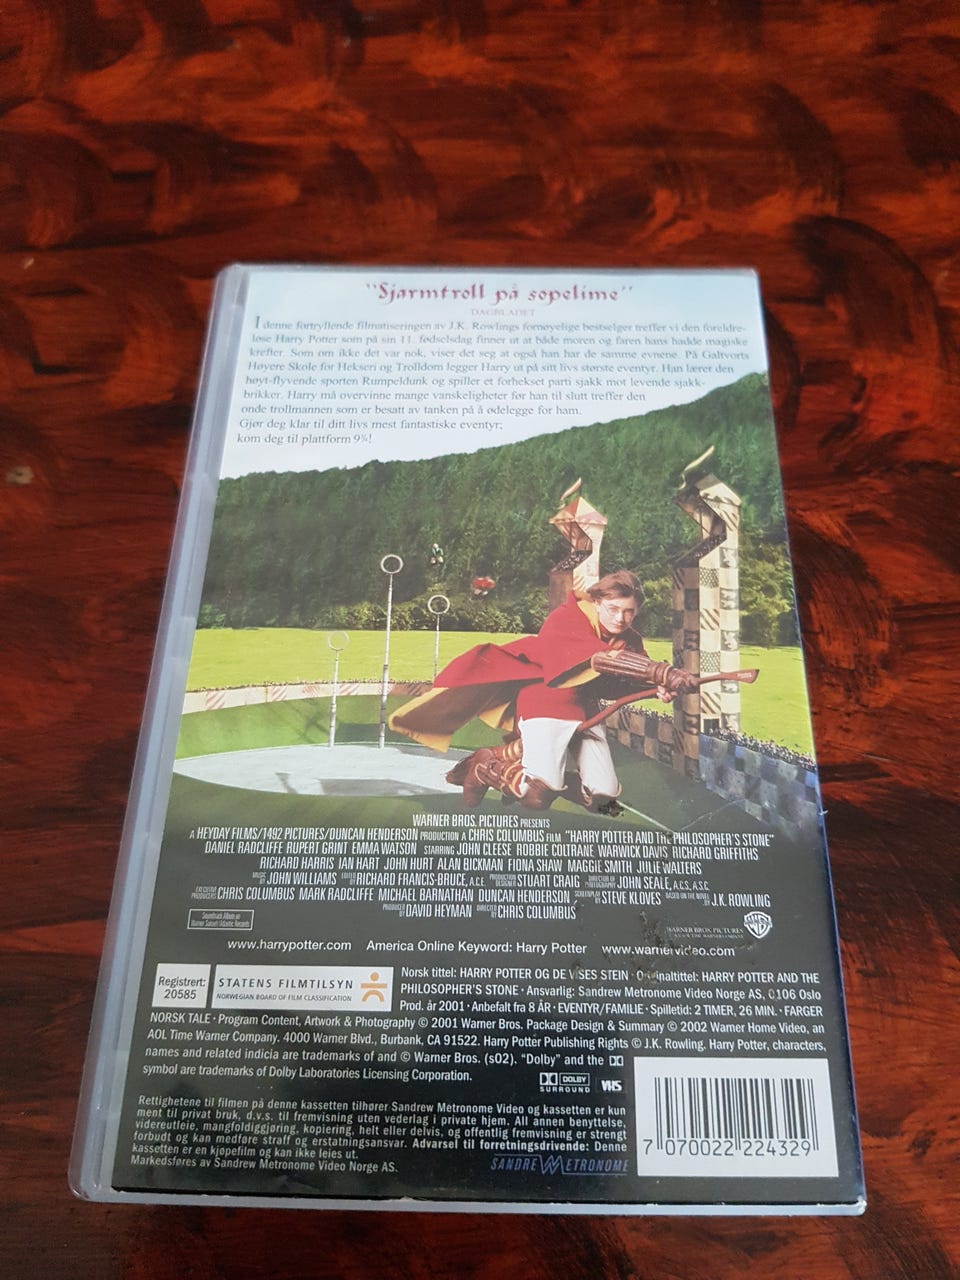 "Sjarmtroll på sopelime"
DAGBLADET
I denne fortryllende filmatiseringen av J.K. Rowlings fornøyelige bestselger treffer vi den foreldre-
løse Harry Potter som på sin 11. fødselsdag finner ut at både moren og faren hans hadde magiske
krefter. Som om ikke det var nok, viser det seg at også han har de samme evnene. På Galtvorts
Høyere Skole for Hekseri og Trolldom legger Harry ut på sitt livs største eventyr. Han lærer den
høyt-flyvende sporten Rumpeldunk og spiller et forhekset parti sjakk mot levende sjakk-
brikker. Harry må overvinne mange vanskeligheter før han til slutt treffer den
onde trollmannen som er besatt av tanken på å ødelegge for ham.
Gjør deg klar til ditt livs mest fantastiske eventyr;
kom deg til plattform 9¾!
WARNER BROS. PICTURES PRESENTS
A HEYDAY FILMS/1492 PICTURES/DUNCAN HENDERSON PRODUCTION A CHRIS COLUMBUS FILM "HARRY POTTER AND THE PHILOSOPHER'S STONE"
DANIEL RADCLIFFE RUPERT GRINT EMMA WATSON STARRING JOHN CLEESE ROBBIE COLTRANE WARWICK DAVIS RICHARD GRIFFITHS
RICHARD HARRIS IAN HART JOHN HURT ALAN RICKMAN FIONA SHAW MAGGIE SMITH JULIE WALTERS
MUSIC BY JOHN WILLIAMS EDITED BY RICHARD FRANCIS-BRUCE, A.C.E. PRODUCTION DESIGNER STUART CRAIG DIRECTOR OF PHOTOGRAPHY JOHN SEALE, A.C.S., A.S.C.
EXECUTIVE PRODUCERS CHRIS COLUMBUS MARK RADCLIFFE MICHAEL BARNATHAN DUNCAN HENDERSON SCREENPLAY BY STEVE KLOVES BASED ON THE NOVEL BY J.K. ROWLING
PRODUCED BY DAVID HEYMAN DIRECTED BY CHRIS COLUMBUS
Soundtrack Album on
Warner Sunset/Atlantic Records
WB
WARNER BROS. PICTURES
www.harrypotter.com America Online Keyword: Harry Potter www.warnervideo.com
Registrert:
20585
STATENS FILMTILSYN
NORWEGIAN BOARD OF FILM CLASSIFICATION
Norsk tittel: HARRY POTTER OG DE VISES STEIN · Originaltittel: HARRY POTTER AND THE
PHILOSOPHER'S STONE · Ansvarlig: Sandrew Metronome Video Norge AS, 0106 Oslo
Prod. år 2001 · Anbefalt fra 8 ÅR · EVENTYR/FAMILIE · Spilletid: 2 TIMER, 26 MIN. · FARGER
NORSK TALE · Program Content, Artwork & Photography © 2001 Warner Bros. Package Design & Summary © 2002 Warner Home Video, an
AOL Time Warner Company. 4000 Warner Blvd., Burbank, CA 91522. Harry Potter Publishing Rights © J.K. Rowling. Harry Potter, characters,
names and related indicia are trademarks of and © Warner Bros. (s02). "Dolby" and the
symbol are trademarks of Dolby Laboratories Licensing Corporation.
DOLBY
SURROUND
VHS
Rettighetene til filmen på denne kassetten tilhører Sandrew Metronome Video og kassetten er kun
ment til privat bruk, d.v.s. til fremvisning uten vederlag i private hjem. All annen benyttelse,
videreutleie, mangfoldiggjøring, kopiering, helt eller delvis, og offentlig fremvisning er strengt
forbudt og kan medføre straff og erstatningsansvar. Advarsel til forretningsdrivende: Denne
kassetten er en kjøpefilm og kan ikke leies ut.
Markedsføres av Sandrew Metronome Video Norge AS.
SANDREW METRONOME
7 070022 224329